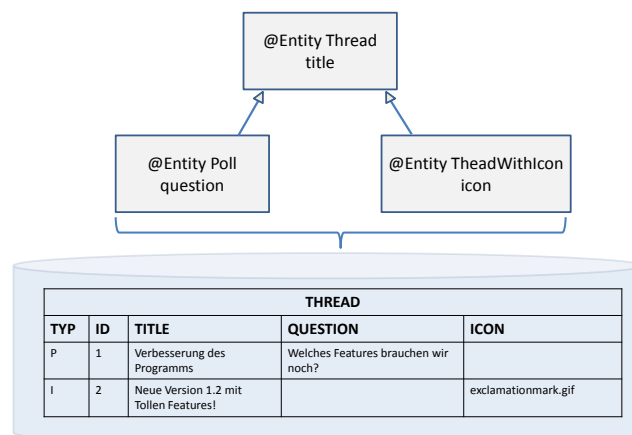 @Entity Thread
title
@Entity Poll
question
@Entity TheadWithIcon
icon
THREAD
TYP ID TITLE QUESTION ICON
P 1 Verbesserung des Welches Features brauchen wir
Programms noch?
I 2 Neue Version 1.2 mit exclamationmark.gif
Tollen Features!